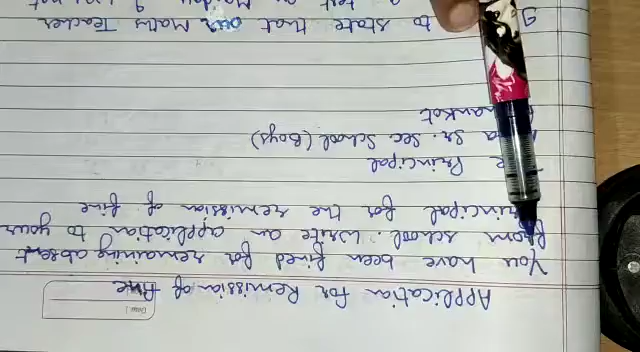 Application for Remission of fine
You have been fined for remaining absent
from school. Write an application to your
Principal for the remission of fine
Principal
Sr. Sec School (Boys)
to state that our Maths Teacher